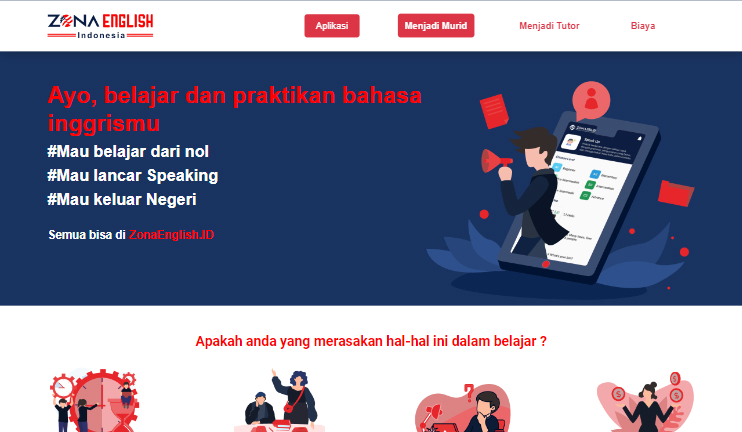 ZONA ENGLISH
Indonesia
Aplikasi
Menjadi Murid
Menjadi Tutor
Biaya
Ayo, belajar dan praktikan bahasa
inggrismu
#Mau belajar dari nol
#Mau lancar Speaking
#Mau keluar Negeri
Semua bisa di ZonaEnglish.ID
Apakah anda yang merasakan hal-hal ini dalam belajar ?